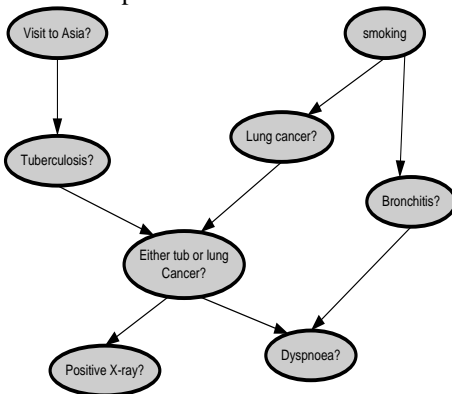 Visit to Asia?
smoking
Lung cancer?
Tuberculosis?
Bronchitis?
Either tub or lung
Cancer?
Dyspnoea?
Positive X-ray?